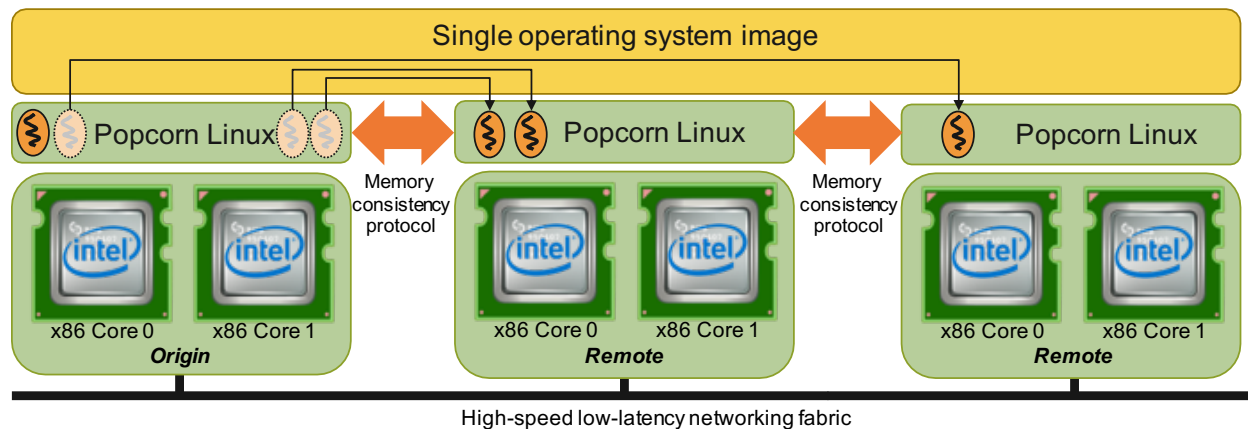 Single operating system image
Popcorn Linux
Popcorn Linux
Popcorn Linux
Memory
consistency
protocol
Memory
consistency
protocol
intel
intel
intel
intel
intel
intel
x86 Core 0
x86 Core 1
x86 Core 0
x86 Core 1
x86 Core 0
x86 Core 1
Origin
Remote
Remote
High-speed low-latency networking fabric